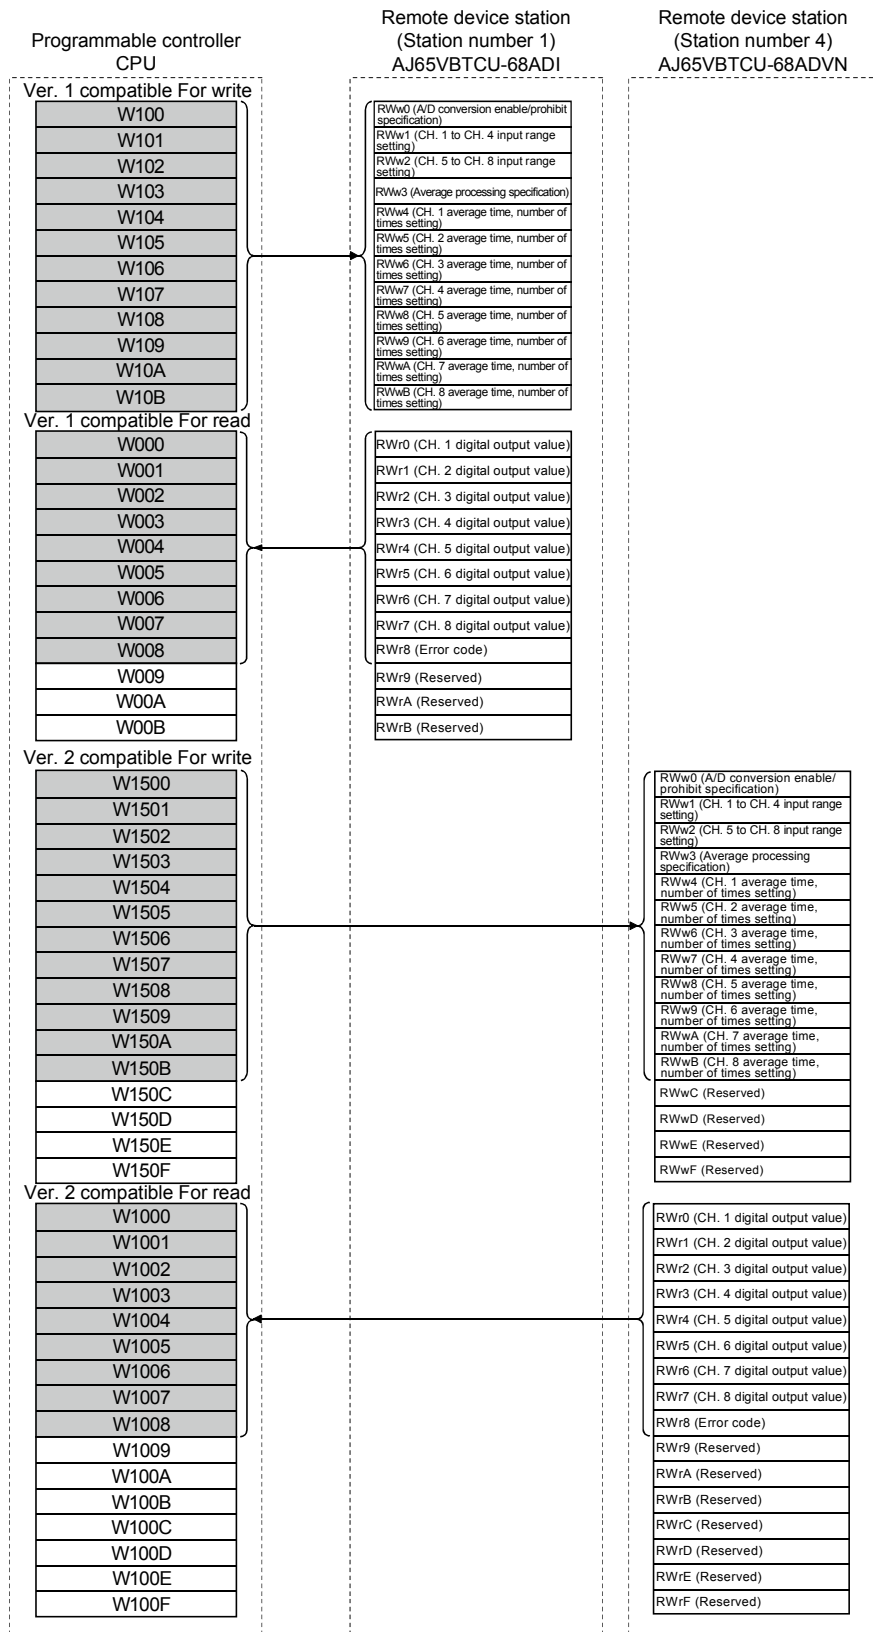 Programmable controller
CPU
Remote device station
(Station number 1)
AJ65VBTCU-68ADI
Remote device station
(Station number 4)
AJ65VBTCU-68ADVN
Ver. 1 compatible For write
W100
W101
W102
W103
W104
W105
W106
W107
W108
W109
W10A
W10B
RWw0 (A/D conversion enable/prohibit
specification)
RWw1 (CH. 1 to CH. 4 input range
setting)
RWw2 (CH. 5 to CH. 8 input range
setting)
RWw3 (Average processing specification)
RWw4 (CH. 1 average time, number of
times setting)
RWw5 (CH. 2 average time, number of
times setting)
RWw6 (CH. 3 average time, number of
times setting)
RWw7 (CH. 4 average time, number of
times setting)
RWw8 (CH. 5 average time, number of
times setting)
RWw9 (CH. 6 average time, number of
times setting)
RWwA (CH. 7 average time, number of
times setting)
RWwB (CH. 8 average time, number of
times setting)
Ver. 1 compatible For read
W000
W001
W002
W003
W004
W005
W006
W007
W008
W009
W00A
W00B
RWr0 (CH. 1 digital output value)
RWr1 (CH. 2 digital output value)
RWr2 (CH. 3 digital output value)
RWr3 (CH. 4 digital output value)
RWr4 (CH. 5 digital output value)
RWr5 (CH. 6 digital output value)
RWr6 (CH. 7 digital output value)
RWr7 (CH. 8 digital output value)
RWr8 (Error code)
RWr9 (Reserved)
RWrA (Reserved)
RWrB (Reserved)
Ver. 2 compatible For write
W1500
W1501
W1502
W1503
W1504
W1505
W1506
W1507
W1508
W1509
W150A
W150B
W150C
W150D
W150E
W150F
RWw0 (A/D conversion enable/
prohibit specification)
RWw1 (CH. 1 to CH. 4 input range
setting)
RWw2 (CH. 5 to CH. 8 input range
setting)
RWw3 (Average processing
specification)
RWw4 (CH. 1 average time,
number of times setting)
RWw5 (CH. 2 average time,
number of times setting)
RWw6 (CH. 3 average time,
number of times setting)
RWw7 (CH. 4 average time,
number of times setting)
RWw8 (CH. 5 average time,
number of times setting)
RWw9 (CH. 6 average time,
number of times setting)
RWwA (CH. 7 average time,
number of times setting)
RWwB (CH. 8 average time,
number of times setting)
RWwC (Reserved)
RWwD (Reserved)
RWwE (Reserved)
RWwF (Reserved)
Ver. 2 compatible For read
W1000
W1001
W1002
W1003
W1004
W1005
W1006
W1007
W1008
W1009
W100A
W100B
W100C
W100D
W100E
W100F
RWr0 (CH. 1 digital output value)
RWr1 (CH. 2 digital output value)
RWr2 (CH. 3 digital output value)
RWr3 (CH. 4 digital output value)
RWr4 (CH. 5 digital output value)
RWr5 (CH. 6 digital output value)
RWr6 (CH. 7 digital output value)
RWr7 (CH. 8 digital output value)
RWr8 (Error code)
RWr9 (Reserved)
RWrA (Reserved)
RWrB (Reserved)
RWrC (Reserved)
RWrD (Reserved)
RWrE (Reserved)
RWrF (Reserved)